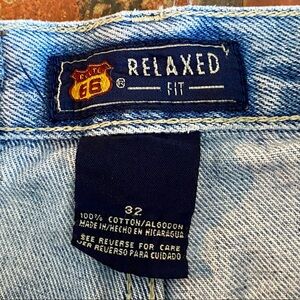 ROUTE
66
® RELAXED
FIT
32
100% COTTON/ALGODON
MADE IN/HECHO EN NICARAGUA
SEE REVERSE FOR CARE
VER REVERSO PARA CUIDADO